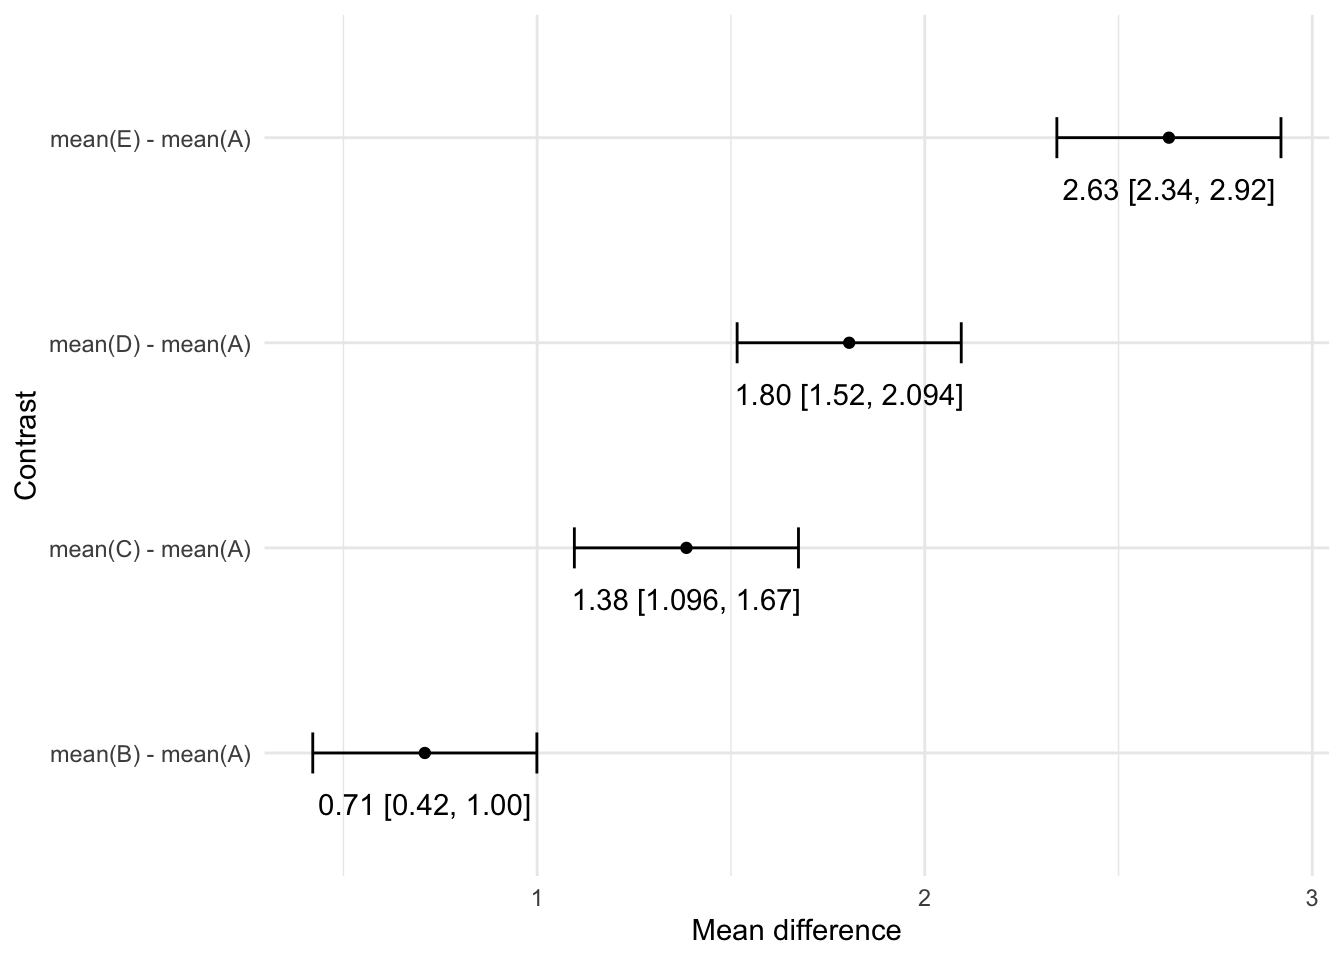 mean(E) - mean(A)
2.63 [2.34, 2.92]
mean(D) - mean(A)
1.80 [1.52, 2.094]
Contrast
mean(C) - mean(A)
1.38 [1.096, 1.67]
mean(B) - mean(A)
0.71 [0.42, 1.00]
1 2 3
Mean difference